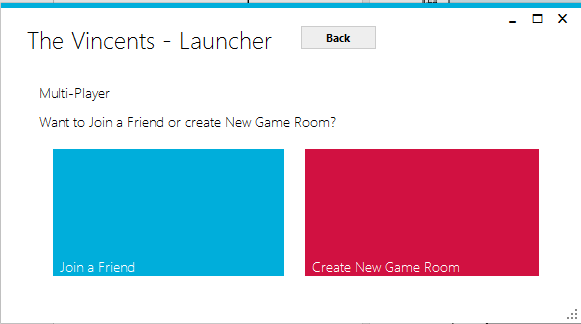 The Vincents - Launcher
Back
Multi-Player
Want to Join a Friend or create New Game Room?
Join a Friend
Create New Game Room